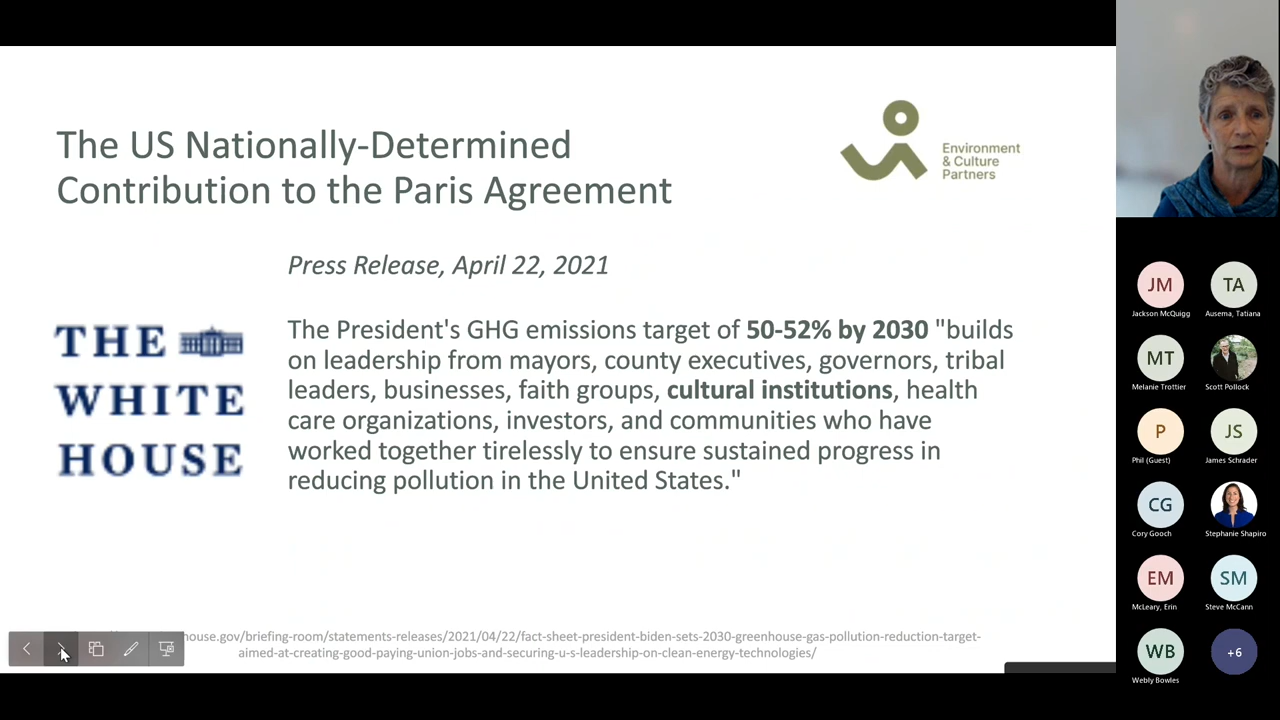 The US Nationally-Determined
Contribution to the Paris Agreement
Environment
& Culture
Partners
Press Release, April 22, 2021
THE
WHITE
HOUSE
The President's GHG emissions target of 50-52% by 2030 "builds
on leadership from mayors, county executives, governors, tribal
leaders, businesses, faith groups, cultural institutions, health
care organizations, investors, and communities who have
worked together tirelessly to ensure sustained progress in
reducing pollution in the United States."
house.gov/briefing-room/statements-releases/2021/04/22/fact-sheet-president-biden-sets-2030-greenhouse-gas-pollution-reduction-target-
aimed-at-creating-good-paying-union-jobs-and-securing-u-s-leadership-on-clean-energy-technologies/
JM
TA
Jackson McQuigg
Ausema, Tatiana
MT
Melanie Trottier
Scott Pollock
P
JS
Phil (Guest)
James Schrader
CG
Cory Gooch
Stephanie Shapiro
EM
SM
McLeary, Erin
Steve McCann
WB
+6
Webly Bowles